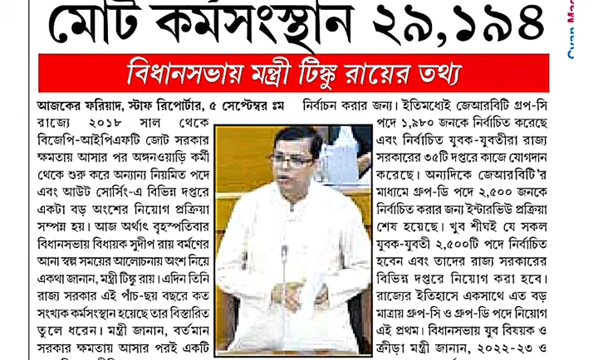 মোট কর্মসংস্থান ২৯,১৯৪
বিধানসভায় মন্ত্রী টিঙ্কু রায়ের তথ্য
আজকের ফরিয়াদ, স্টাফ রিপোর্টার, ৫ সেপ্টেম্বর ঃম
রাজ্যে ২০১৮ সাল থেকে
বিজেপি-আইপিএফটি জোট সরকার
ক্ষমতায় আসার পর অঙ্গনওয়াড়ি কর্মী
থেকে শুরু করে অন্যান্য নিয়মিত পদে
এবং আউট সোর্সিং-এ বিভিন্ন দপ্তরে
একটা বড় অংশের নিয়োগ প্রক্রিয়া
সম্পন্ন হয়। আজ অর্থাৎ বৃহস্পতিবার
বিধানসভায় বিধায়ক সুদীপ রায় বর্মণের
আনা স্বল্প সময়ের আলোচনায় অংশ নিয়ে
একথা জানান, মন্ত্রী টিঙ্কু রায়। এদিন তিনি
রাজ্য সরকার এই পাঁচ-ছয় বছরে কত
সংখ্যক কর্মসংস্থান হয়েছে তার বিস্তারিত
তুলে ধরেন। মন্ত্রী জানান, বর্তমান
সরকার ক্ষমতায় আসার পরই একটি
নির্বাচন করার জন্য। ইতিমধ্যেই জেআরবিটি গ্রুপ-সি
পদে ১,৯৮০ জনকে নির্বাচিত করেছে
এবং নির্বাচিত যুবক-যুবতীরা রাজ্য
সরকারের ৩৫টি দপ্তরে কাজে যোগদান
করেছে। অন্যদিকে জেআরবিটি'র
মাধ্যমে গ্রুপ-ডি পদে ২,৫০০ জনকে
নির্বাচিত করার জন্য ইন্টারভিউ প্রক্রিয়া
শেষ হয়েছে। খুব শীঘ্রই যে সকল
যুবক-যুবতী ২,৫০০টি পদে নির্বাচিত
হবেন এবং তাদের রাজ্য সরকারের
বিভিন্ন দপ্তরে নিয়োগ করা হবে।
রাজ্যের ইতিহাসে একসাথে এত বড়
মাত্রায় গ্রুপ-সি ও গ্রুপ-ডি পদে নিয়োগ
এই প্রথম। বিধানসভায় যুব বিষয়ক ও
ক্রীড়া মন্ত্রী জানান, ২০২২-২৩ ও
Cyan Mag